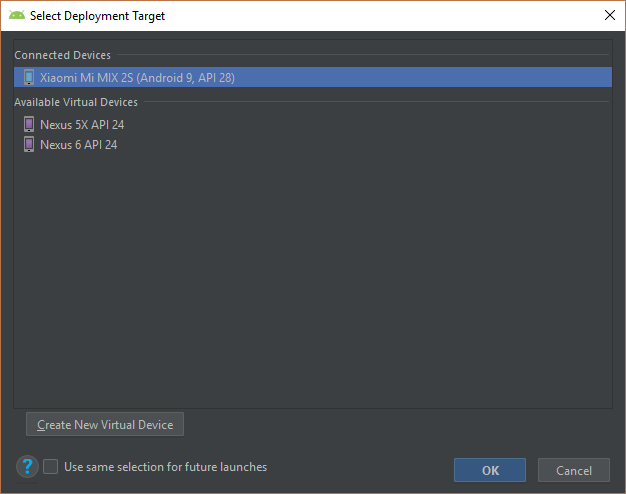 Select Deployment Target
Connected Devices
Xiaomi Mi MIX 2S (Android 9, API 28)
Available Virtual Devices
Nexus 5X API 24
Nexus 6 API 24
Create New Virtual Device
? Use same selection for future launches
OK Cancel